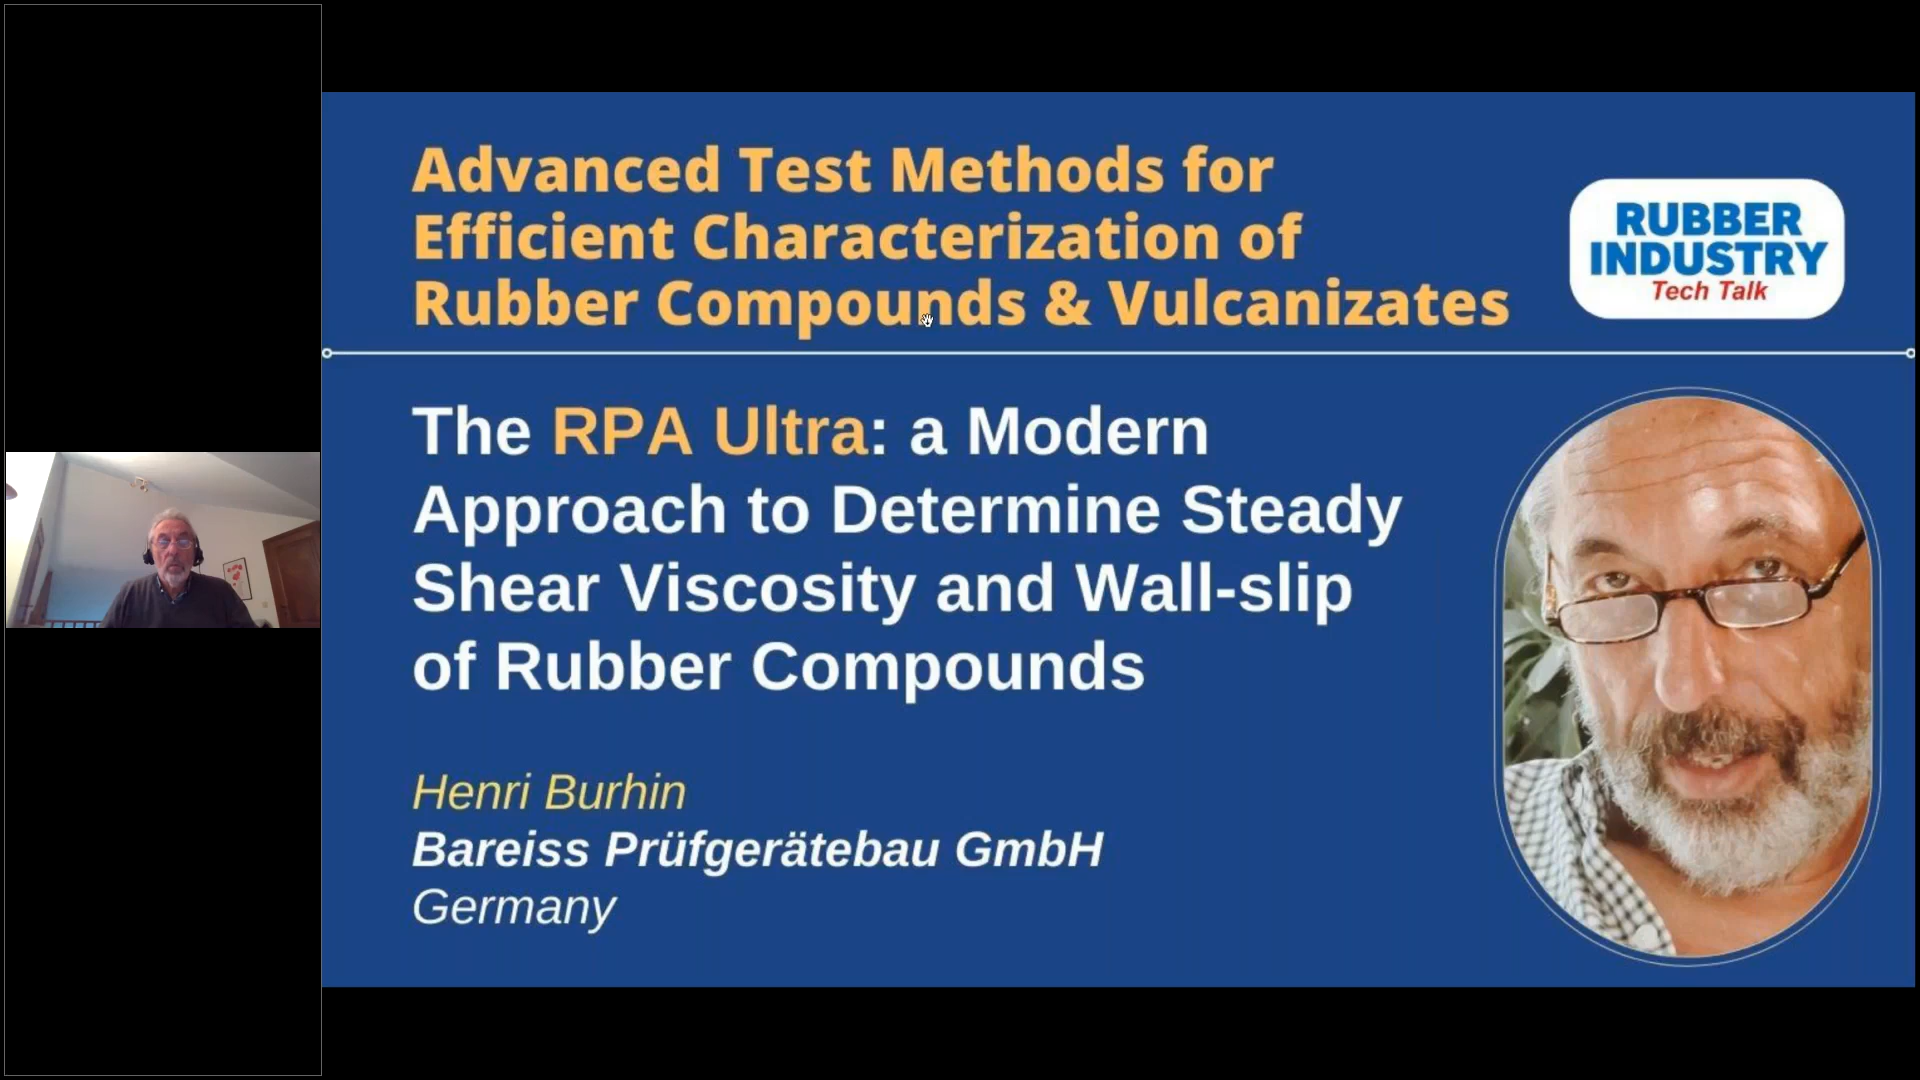 Advanced Test Methods for
Efficient Characterization of
Rubber Compounds & Vulcanizates
RUBBER
INDUSTRY
Tech Talk
The RPA Ultra: a Modern
Approach to Determine Steady
Shear Viscosity and Wall-slip
of Rubber Compounds
Henri Burhin
Bareiss Prüfgerätebau GmbH
Germany